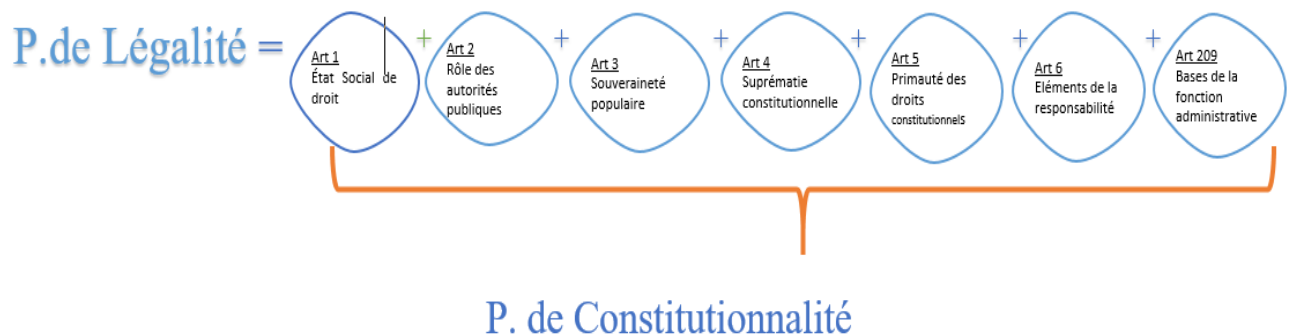 P.de Légalité =
Art 1
État Social de
droit
+
Art 2
Rôle des
autorités
publiques
+
Art 3
Souveraineté
populaire
+
Art 4
Suprématie
constitutionnelle
+
Art 5
Primauté des
droits
constitutionnels
+
Art 6
Eléments de la
responsabilité
+
Art 209
Bases de la
fonction
administrative
P. de Constitutionnalité